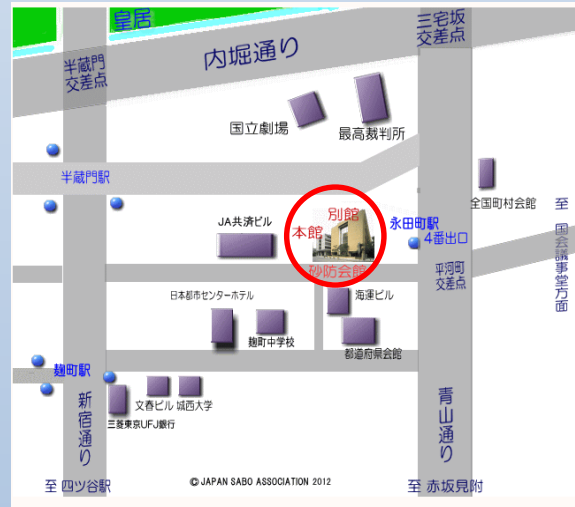 皇居
三宅坂
交差点
内堀通り
半蔵門
交差点
国立劇場
最高裁判所
半蔵門駅
全国町村会館
至 国会議事堂方面
別館
本館
JA共済ビル
永田町駅
4番出口
砂防会館
平河町
交差点
日本都市センターホテル
海運ビル
麹町中学校
都道府県会館
麹町駅
新宿通り
文春ビル
城西大学
三菱東京UFJ銀行
青山通り
© JAPAN SABO ASSOCIATION 2012
至 四ツ谷駅
至 赤坂見附